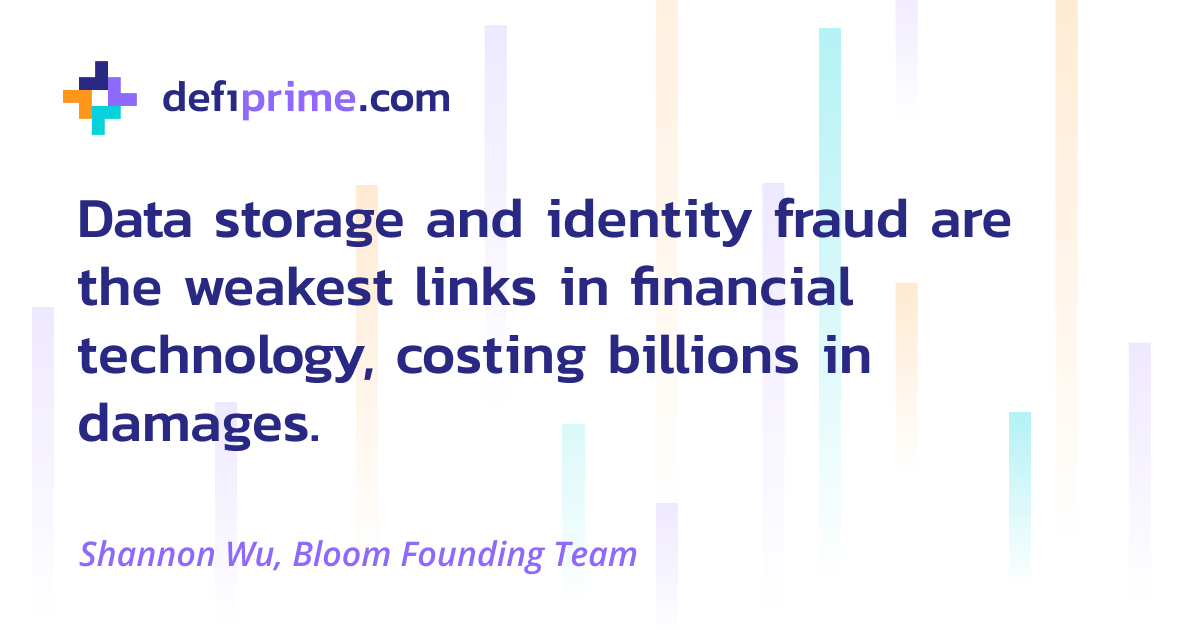 defiprime.com
Data storage and identity fraud are
the weakest links in financial
technology, costing billions in
damages.
Shannon Wu, Bloom Founding Team